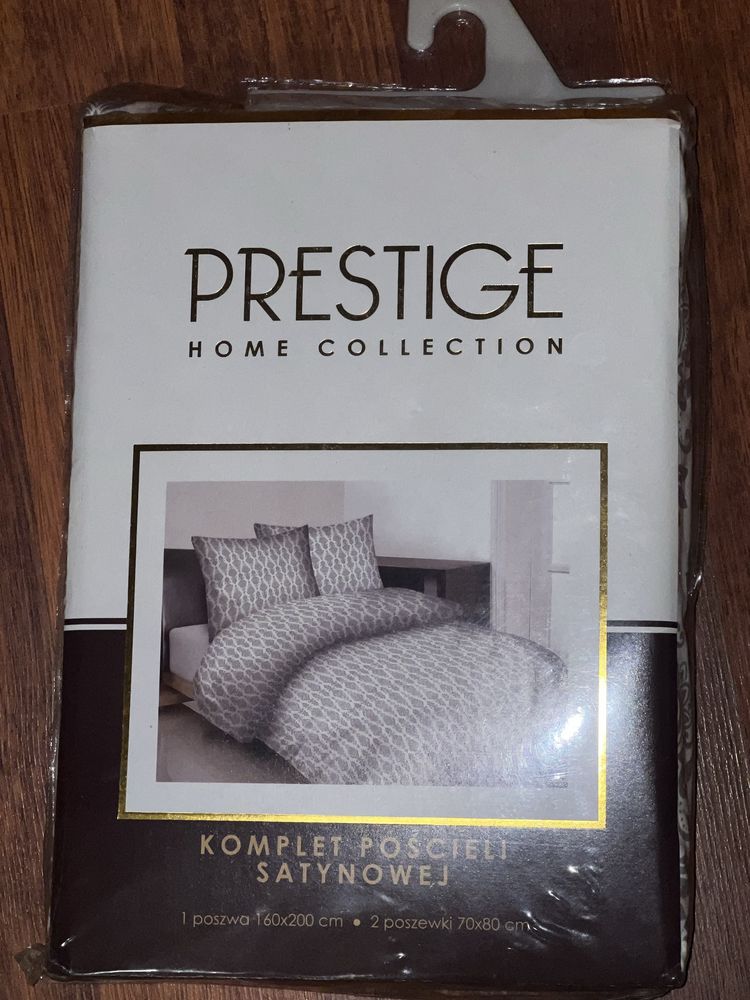 PRESTIGE
HOME COLLECTION
KOMPLET POŚCIELI
SATYNOWEJ
1 poszwa 160x200 cm • 2 poszewki 70x80 cm